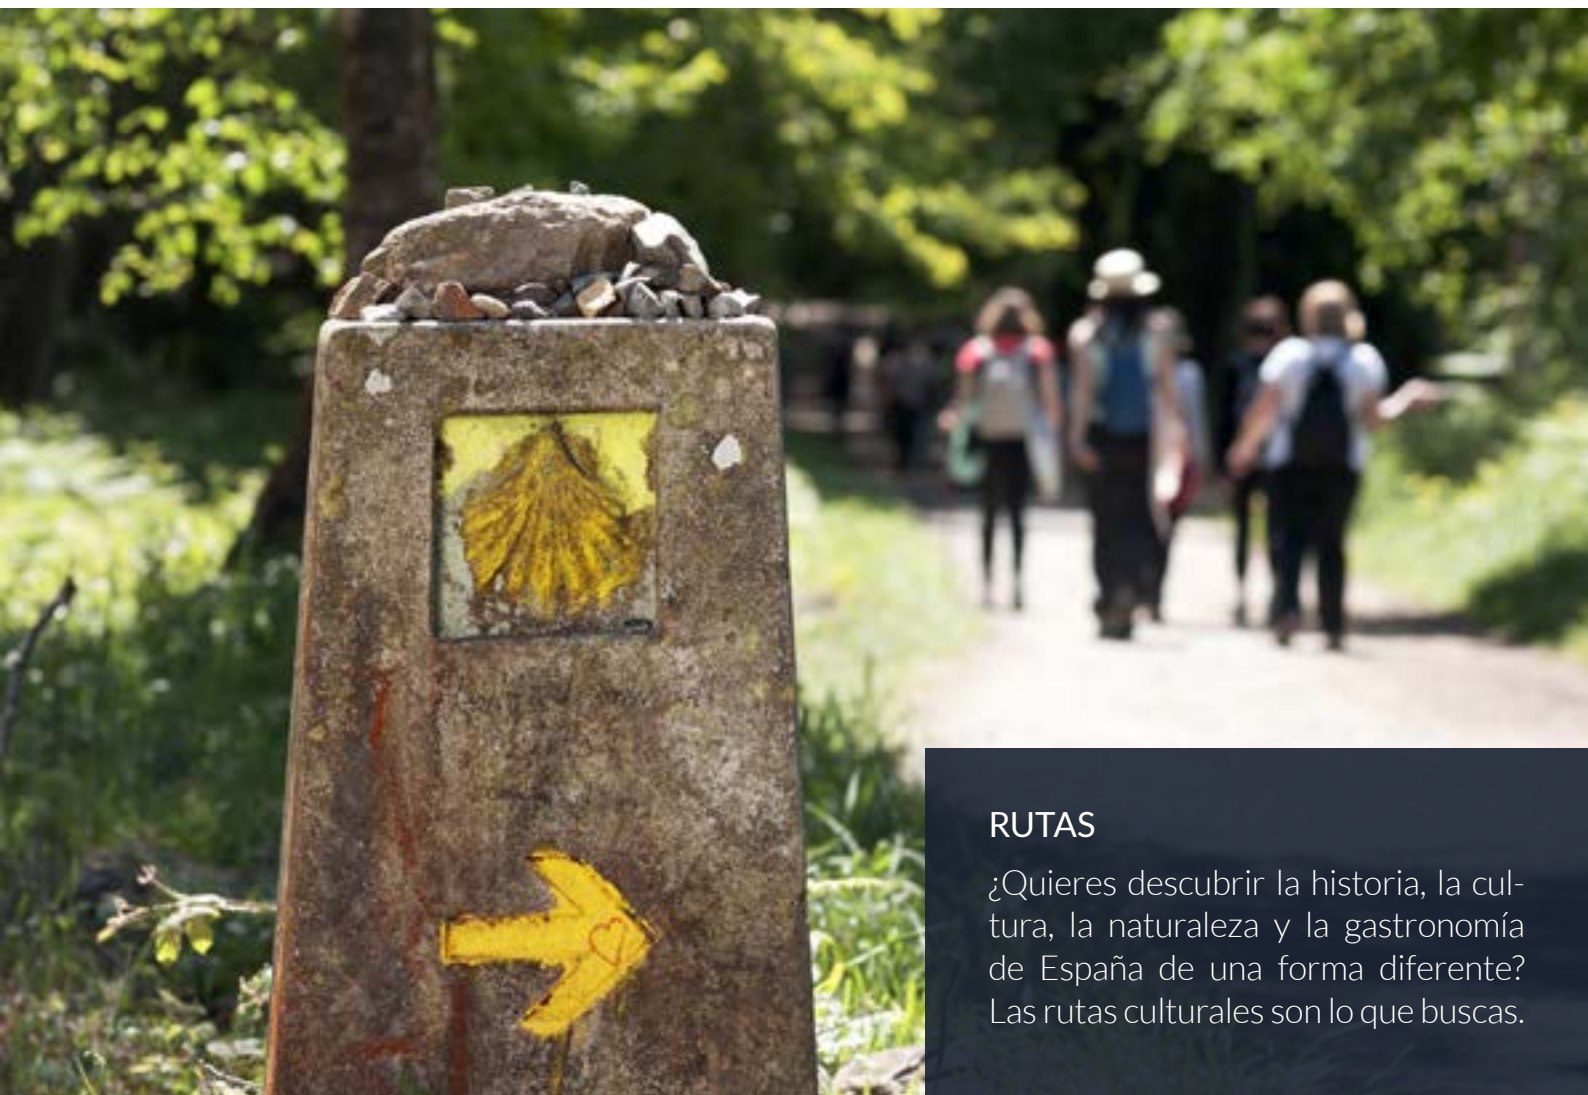 RUTAS
¿Quieres descubrir la historia, la cul-
tura, la naturaleza y la gastronomía
de España de una forma diferente?
Las rutas culturales son lo que buscas.